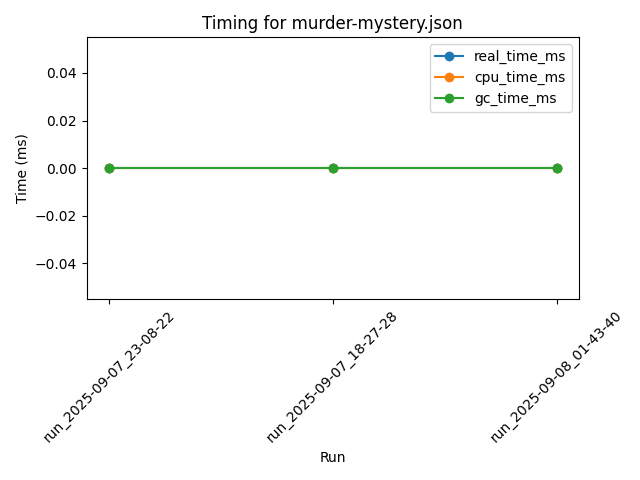 Timing for murder-mystery.json
real_time_ms
cpu_time_ms
gc_time_ms
Time (ms)
0.04
0.02
0.00
−0.02
−0.04
run_2025-09-07_23-08-22
run_2025-09-07_18-27-28
run_2025-09-08_01-43-40
Run